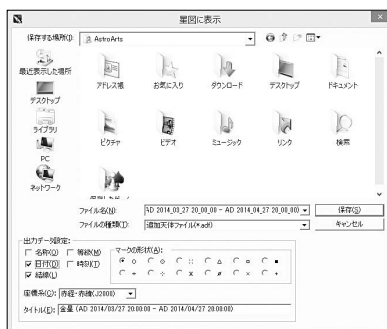 星図に表示
保存する場所(I): AstroArts
最近表示した場所
デスクトップ
ライブラリ
PC
ネットワーク
アドレス帳 お気に入り ダウンロード デスクトップ ドキュメント
ピクチャ ビデオ ミュージック リンク 検索
ファイル名(N): AD 2014_03_27 20_00_00 - AD 2014_04_27 20_00_00) 保存(S)
ファイルの種類(T): 追加天体ファイル(*.adf) キャンセル
出力データ設定:
名称(O) 等級(M) マークの形状(A):
日付(D) 時刻(T)
結線(L)
座標系(C): 赤経・赤緯(J2000)
タイトル(E): 金星 (AD 2014/03/27 20:00:00 - AD 2014/04/27 20:00:00)